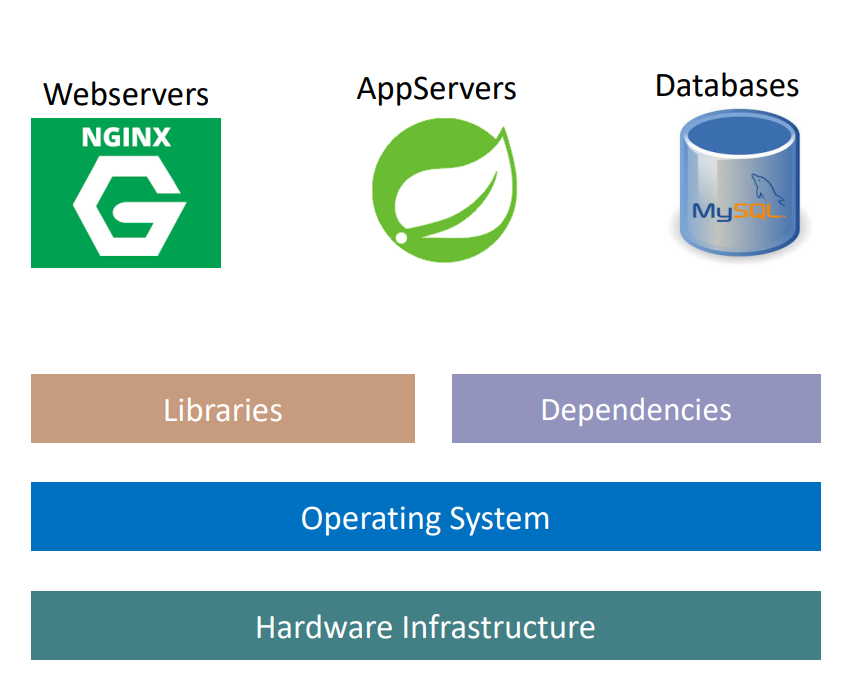 Webservers
AppServers
Databases
NGINX
MySQL
Libraries
Dependencies
Operating System
Hardware Infrastructure